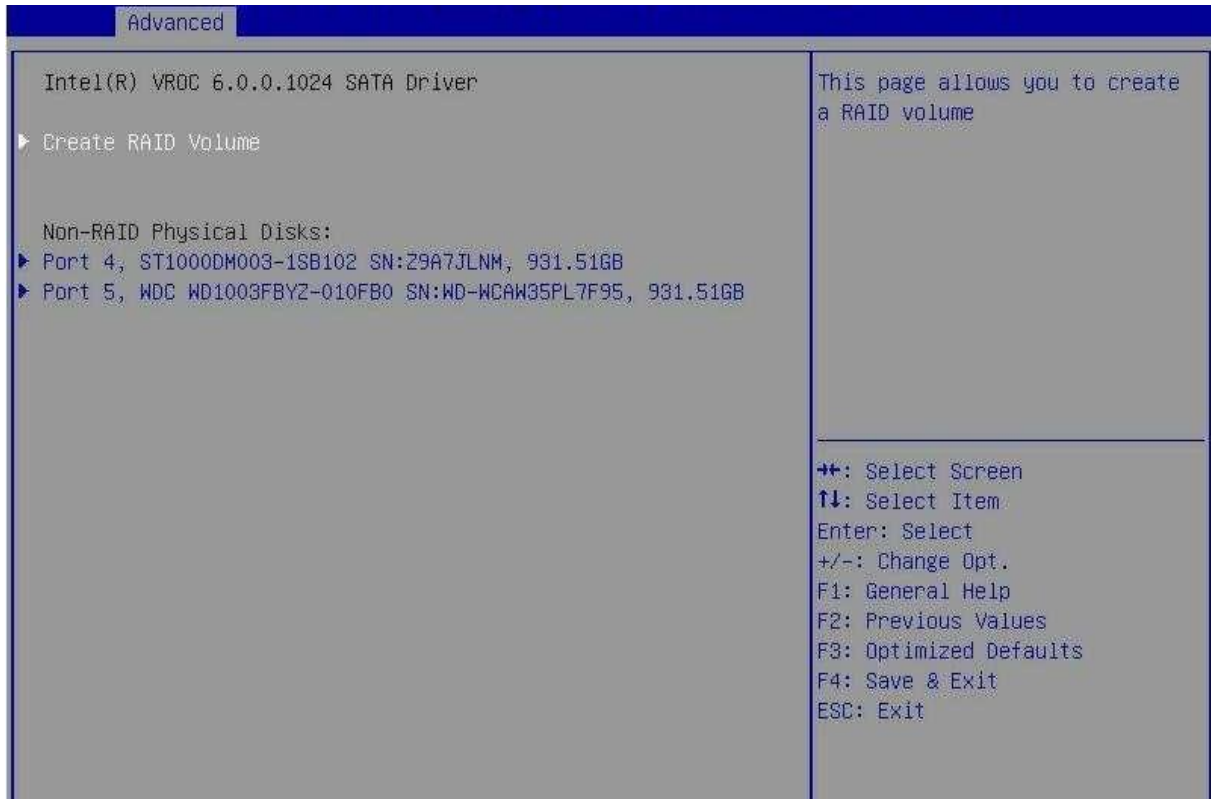 Advanced
Intel(R) VROC 6.0.0.1024 SATA Driver
Create RAID Volume
Non-RAID Physical Disks:
Port 4, ST1000DM003-1SB102 SN:Z9A7JLNM, 931.51GB
Port 5, WDC WD1003FBYZ-010FB0 SN:WD-WCAW35PL7F95, 931.51GB
This page allows you to create
a RAID volume
→←: Select Screen
↑↓: Select Item
Enter: Select
+/-: Change Opt.
F1: General Help
F2: Previous Values
F3: Optimized Defaults
F4: Save & Exit
ESC: Exit